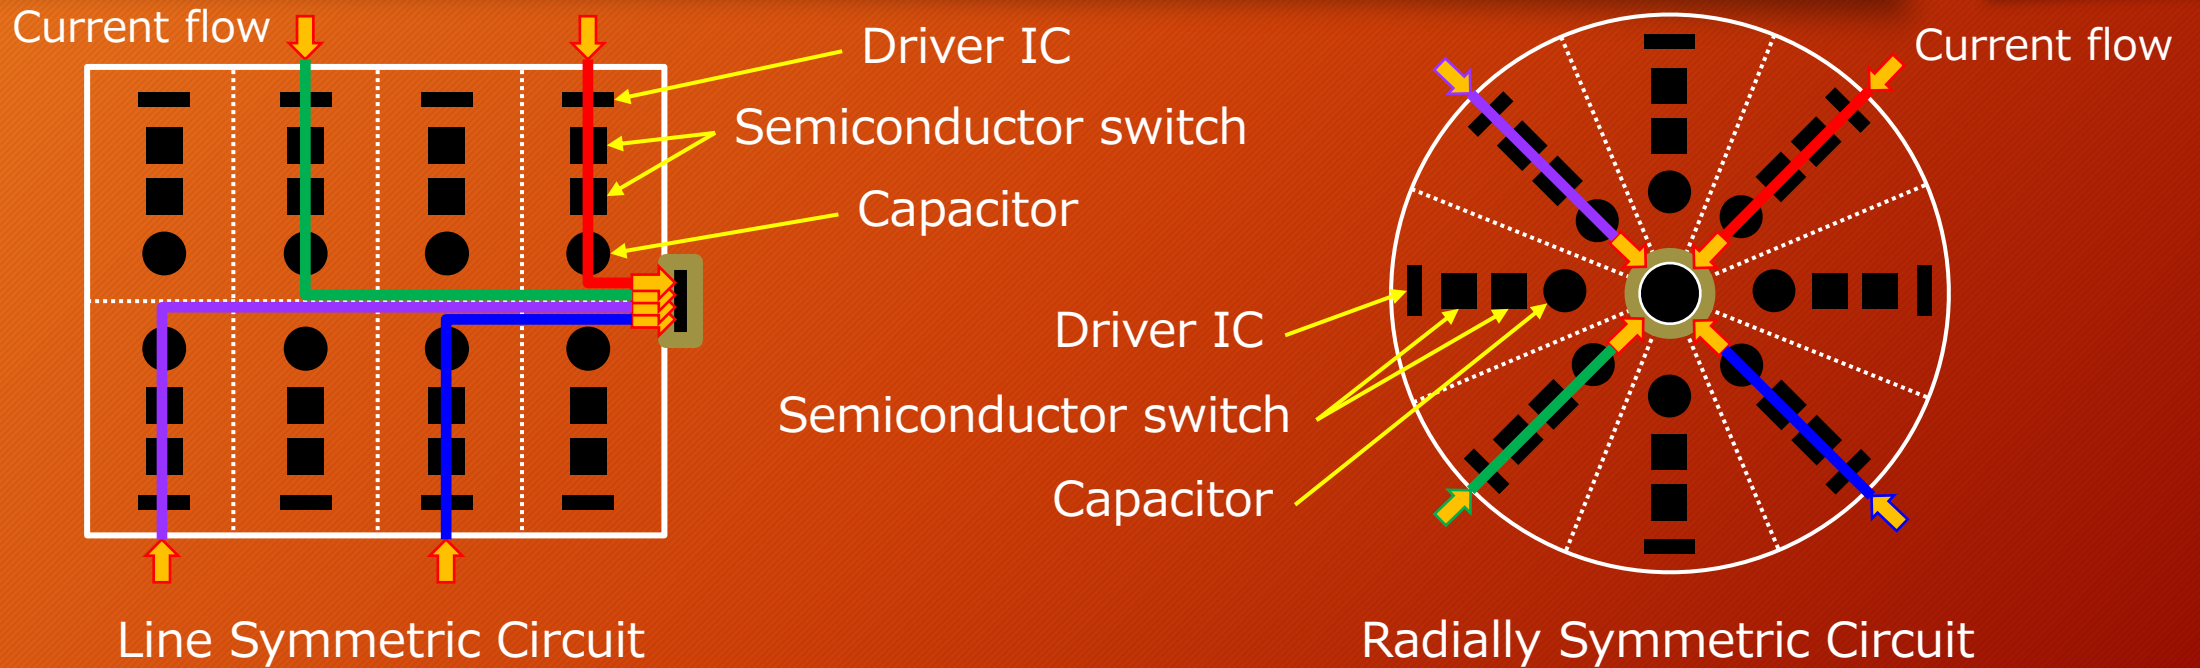 Current flow
Driver IC
Semiconductor switch
Capacitor
Line Symmetric Circuit
Current flow
Driver IC
Semiconductor switch
Capacitor
Radially Symmetric Circuit